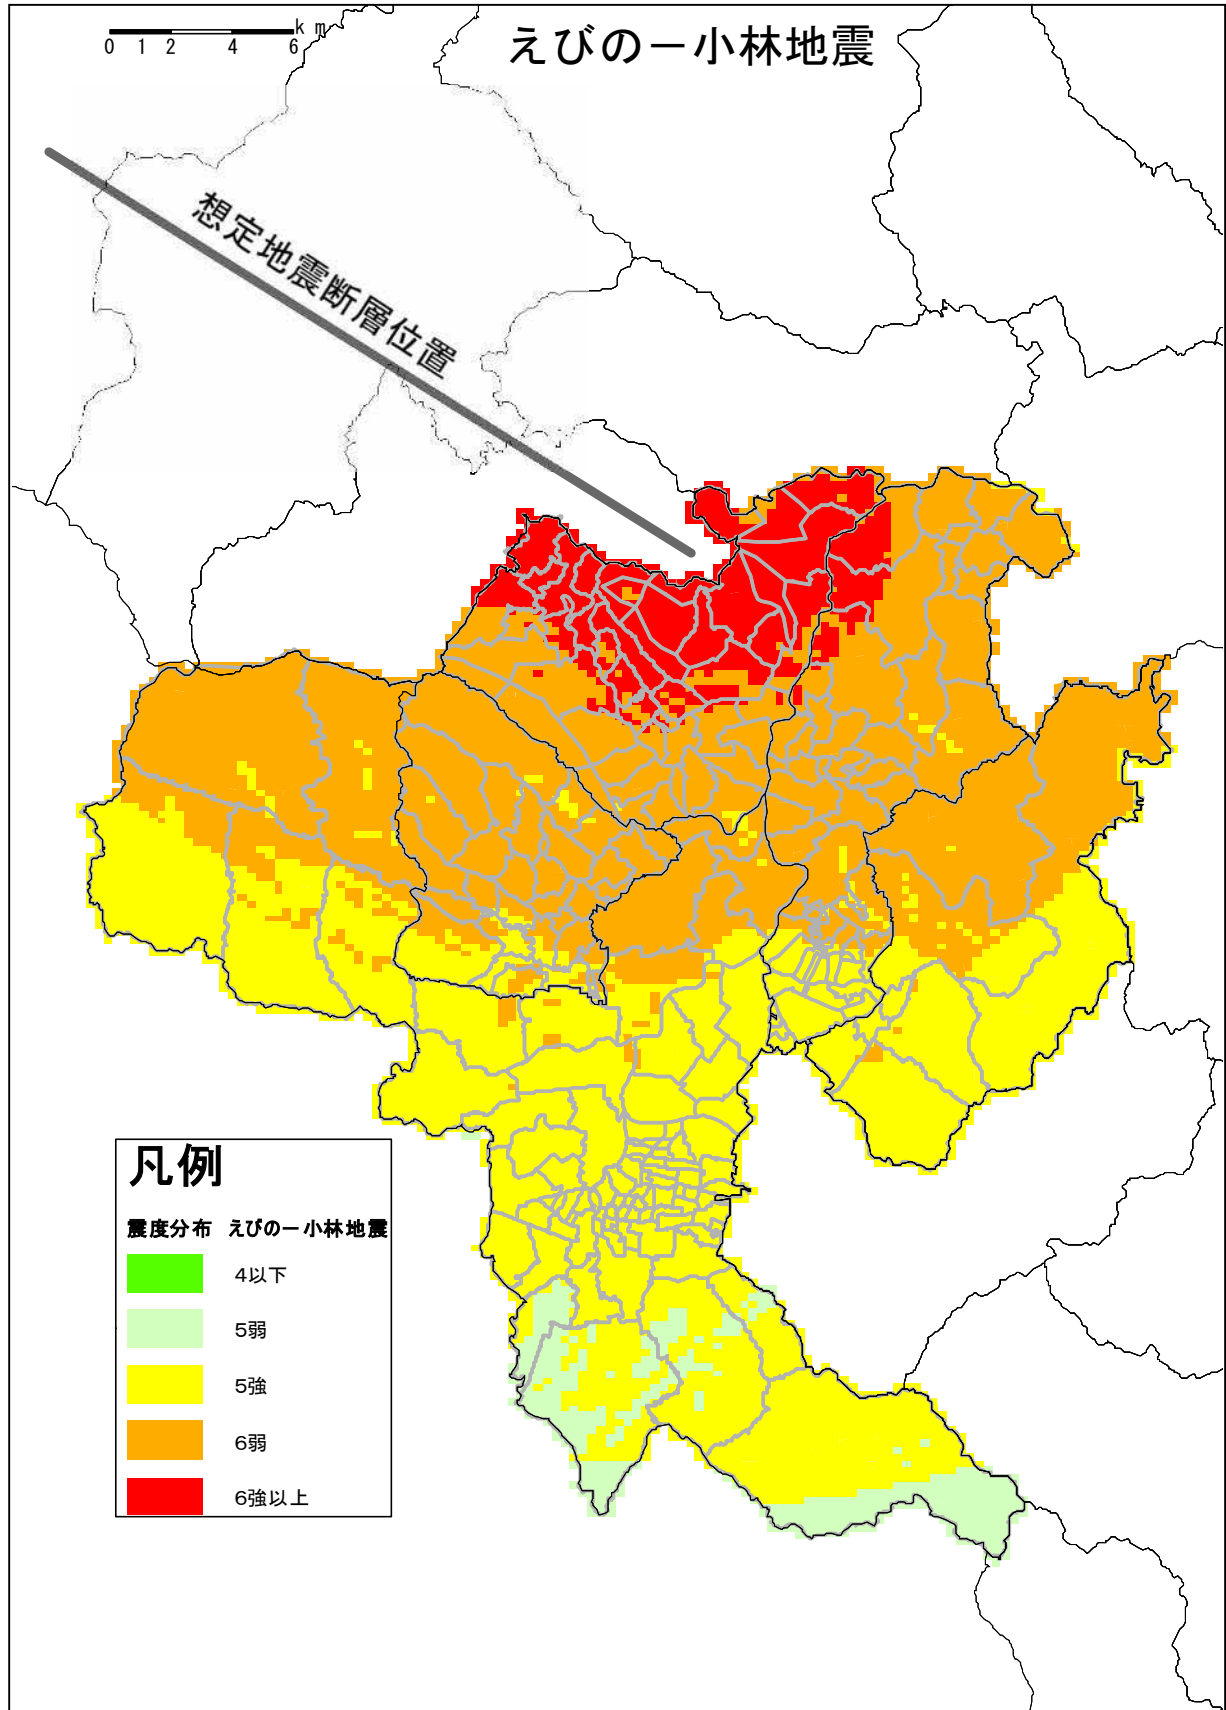 えびのー小林地震
km
0 1 2 4 6
想定地震断層位置
凡例
震度分布 えびのー小林地震
4以下
5弱
5強
6弱
6強以上